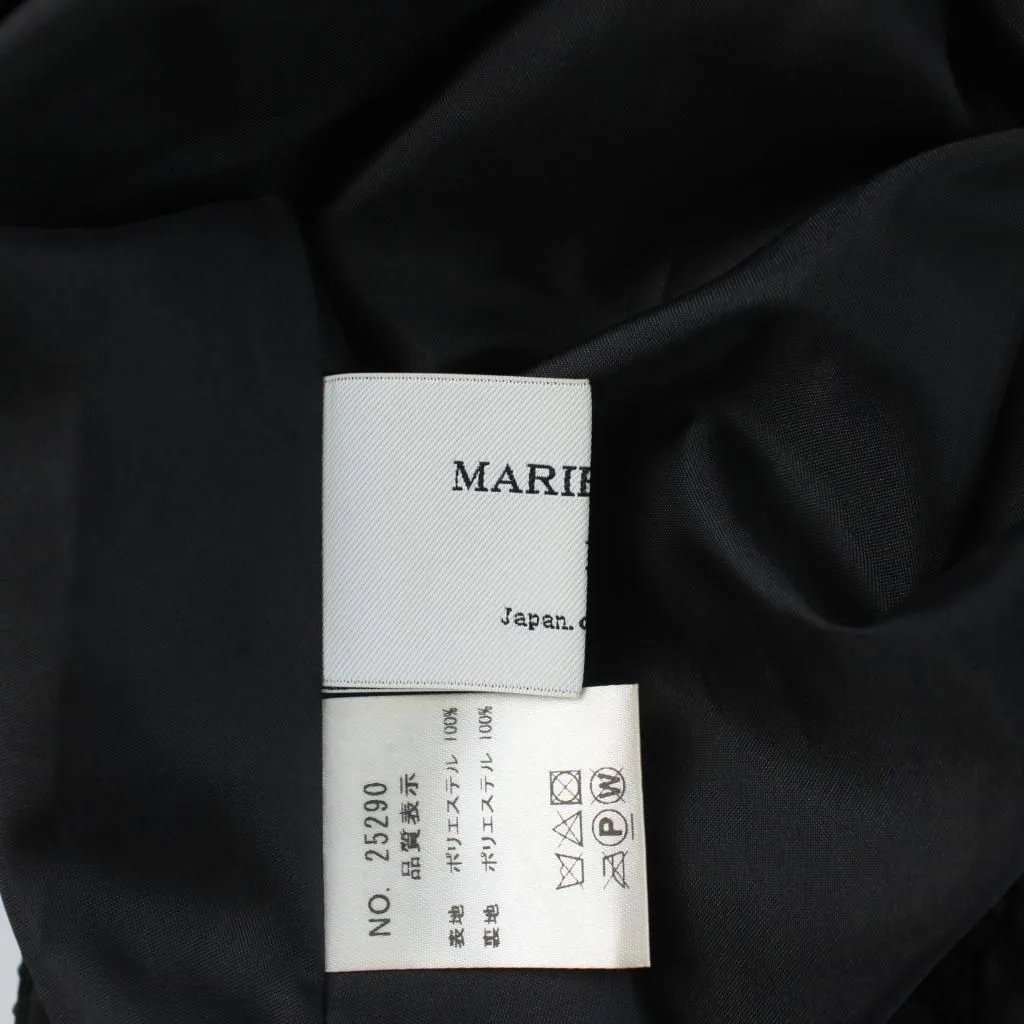 MARIE
Japan.
NO. 25290
品質表示
表地 ポリエステル 100%
裏地 ポリエステル 100%
P W